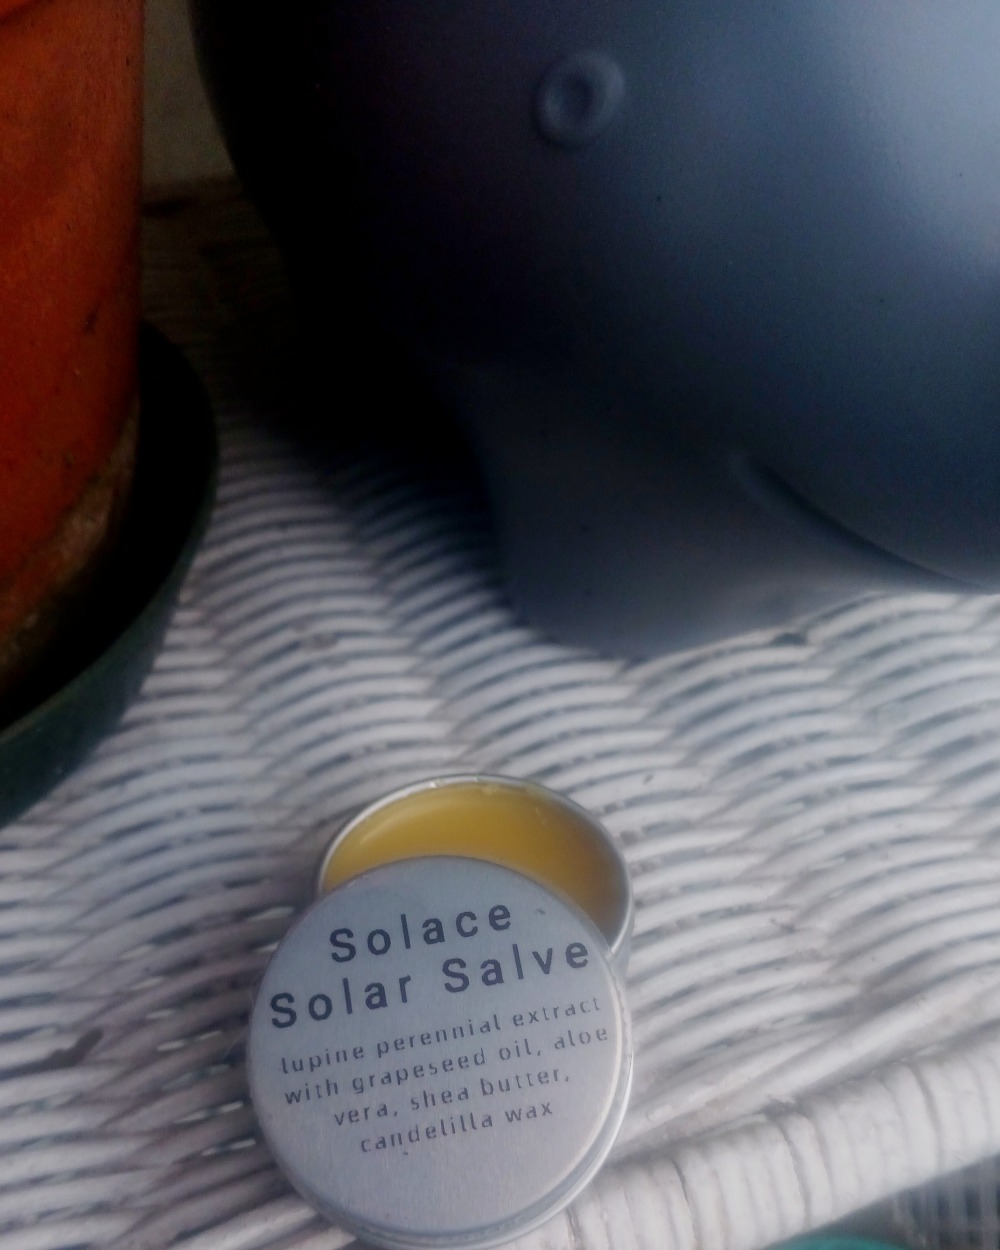 Solace
Solar Salve
lupine perennial extract
with grapeseed oil, aloe
vera, shea butter,
candelilla wax